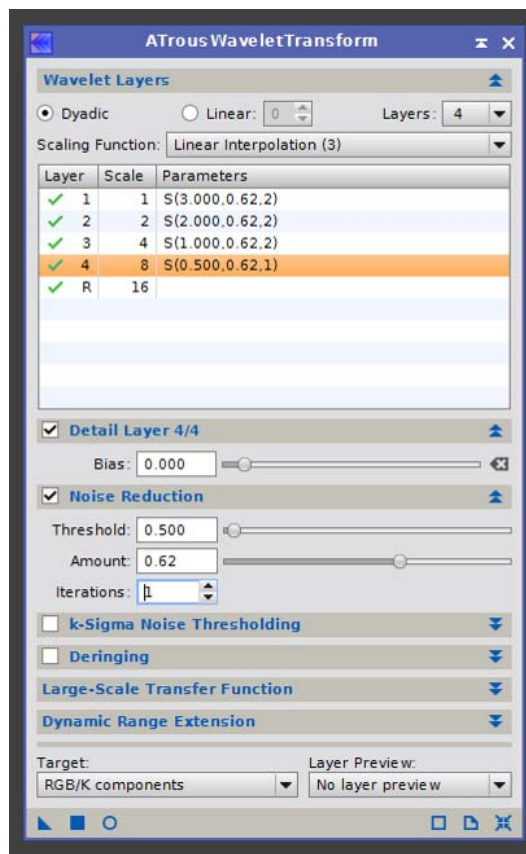 ATrousWaveletTransform
Wavelet Layers
Dyadic Linear: 0 Layers: 4
Scaling Function: Linear Interpolation (3)
Layer Scale Parameters
1 1 S(3.000,0.62,2)
2 2 S(2.000,0.62,2)
3 4 S(1.000,0.62,2)
4 8 S(0.500,0.62,1)
R 16
Detail Layer 4/4
Bias: 0.000
Noise Reduction
Threshold: 0.500
Amount: 0.62
Iterations: 1
k-Sigma Noise Thresholding
Deringing
Large-Scale Transfer Function
Dynamic Range Extension
Target: Layer Preview:
RGB/K components No layer preview